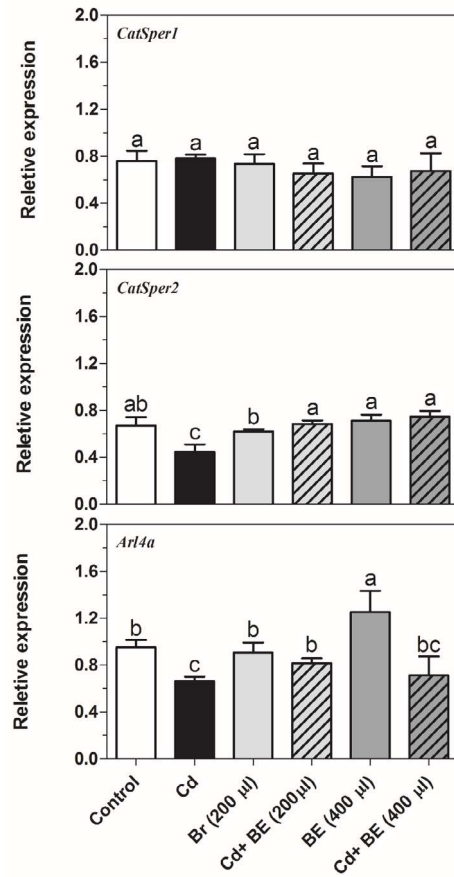 CatSper1
Reletive expression
2.0
1.6
1.2
0.8
0.4
0.0
a a a a a a
CatSper2
Reletive expression
2.0
1.6
1.2
0.8
0.4
0.0
ab c b a a a
Arl4a
Reletive expression
2.0
1.6
1.2
0.8
0.4
0.0
b c b b a bc
Control
Cd
Br (200 µl)
Cd+ BE (200µl)
BE (400 µl)
Cd+ BE (400 µl)